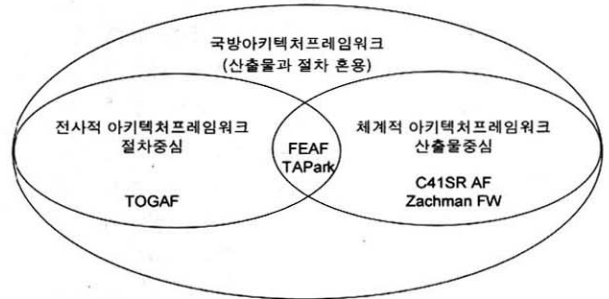 국방아키텍처프레임워크
(산출물과 절차 혼용)
전사적 아키텍처프레임워크
절차중심
TOGAF
FEAF
TAPark
체계적 아키텍처프레임워크
산출물중심
C41SR AF
Zachman FW